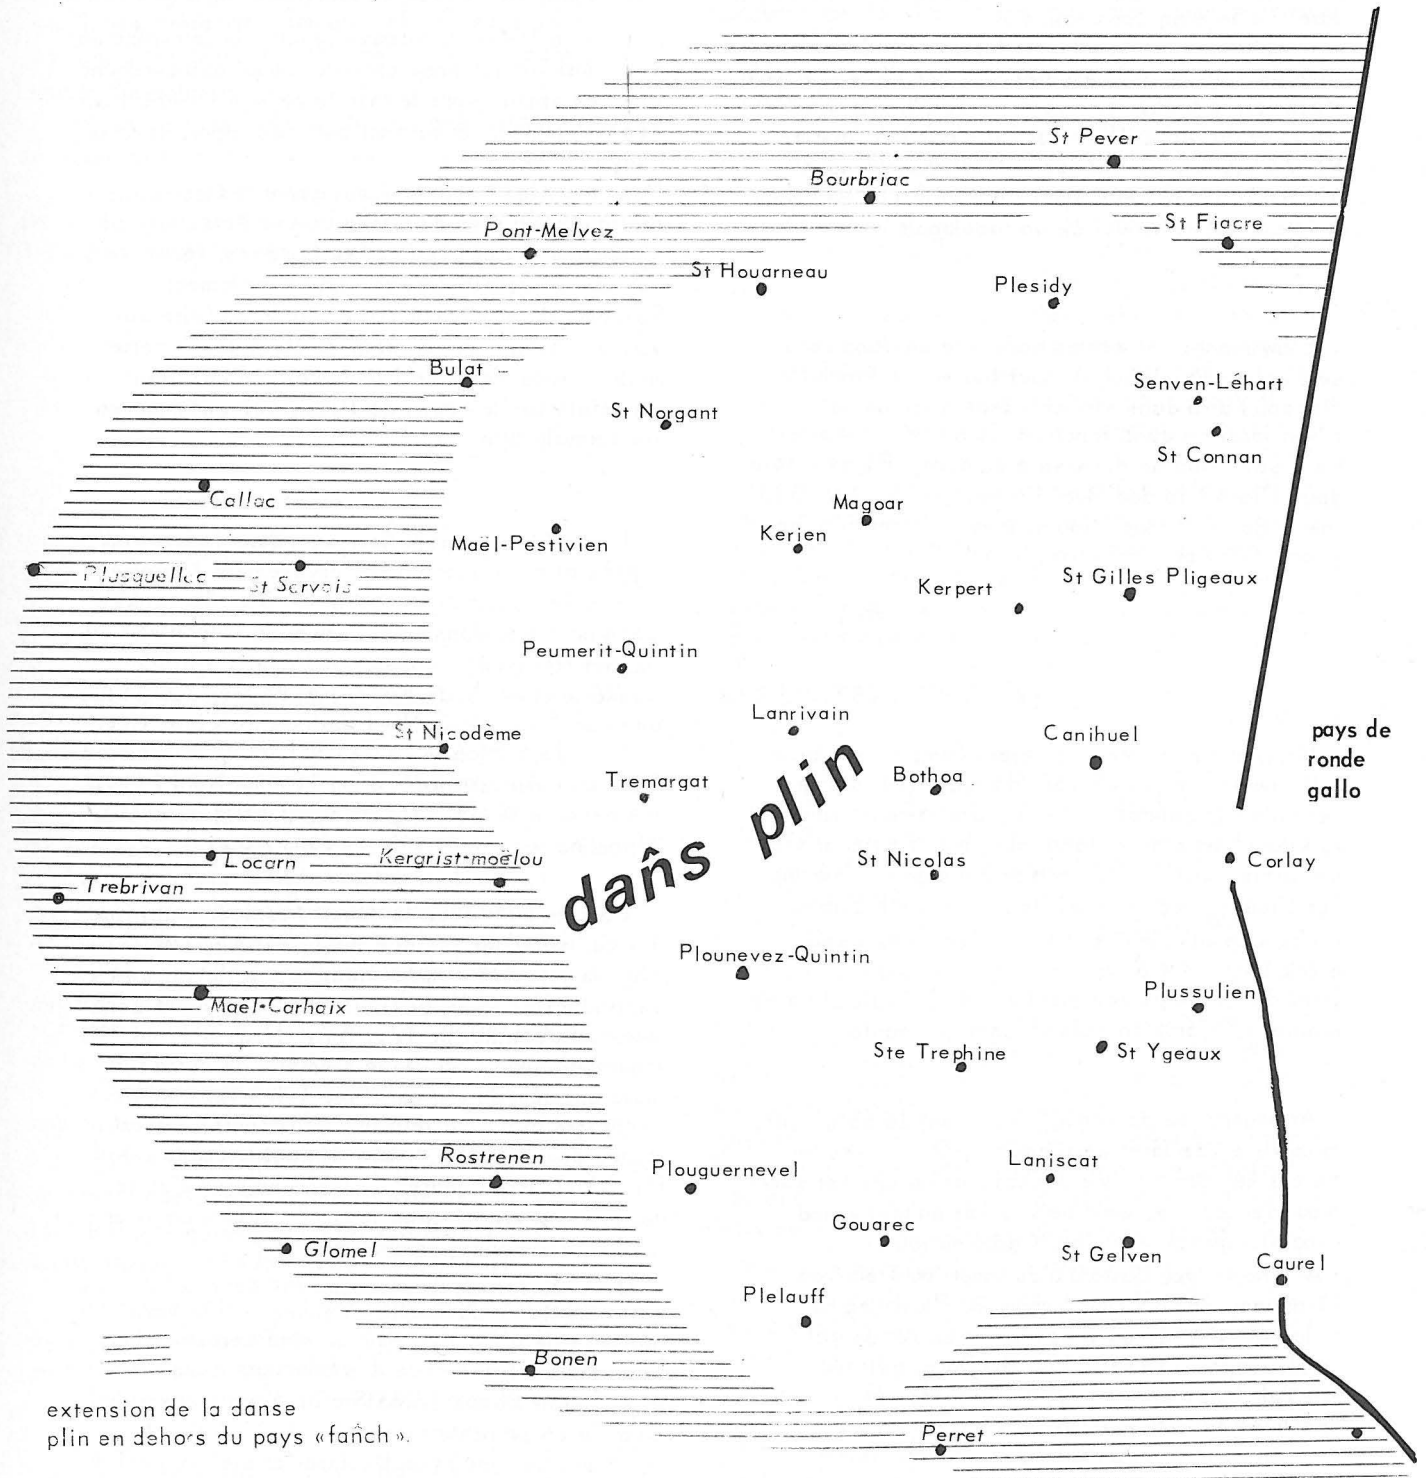 St Pever
Bourbriac
St Fiacre
Pont-Melvez
St Houarneau
Plesidy
Bulat
Senven-Léhart
St Norgant
St Connan
Callac
Magoar
Kerien
Maël-Pestivien
Plusquellec
St Servais
St Gilles Pligeaux
Kerpert
Peumerit-Quintin
Lanrivain
St Nicodème
Canihuel
pays de
ronde
gallo
Tremargat
Bothoa
dañs plin
Locarn
Kergrist-moëlou
St Nicolas
Corlay
Trebrivan
Plounevez-Quintin
Plussulien
Maël-Carhaix
Ste Trephine
St Ygeaux
Rostrenen
Plouguernevel
Laniscat
Gouarec
Glomel
St Gelven
Caurel
Plelauff
Bonen
extension de la danse
plin en dehors du pays «fañch».
Perret